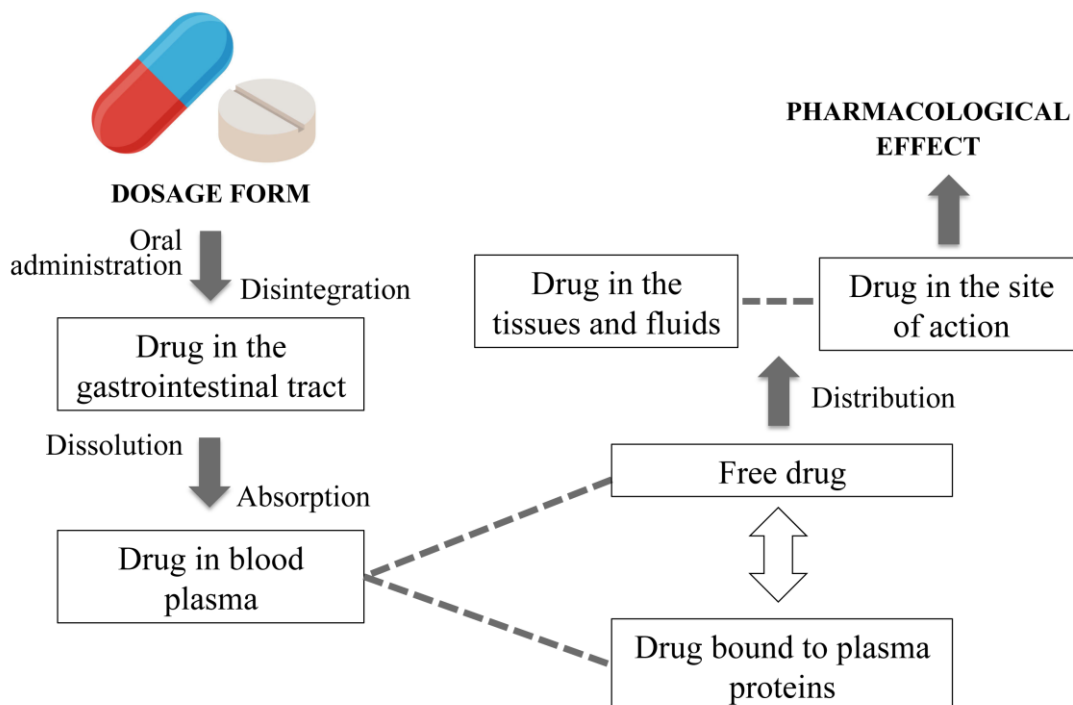 DOSAGE FORM
Oral
administration
Disintegration
Drug in the
gastrointestinal tract
Dissolution
Absorption
Drug in blood
plasma
PHARMACOLOGICAL
EFFECT
Drug in the
tissues and fluids
Drug in the site
of action
Distribution
Free drug
Drug bound to plasma
proteins